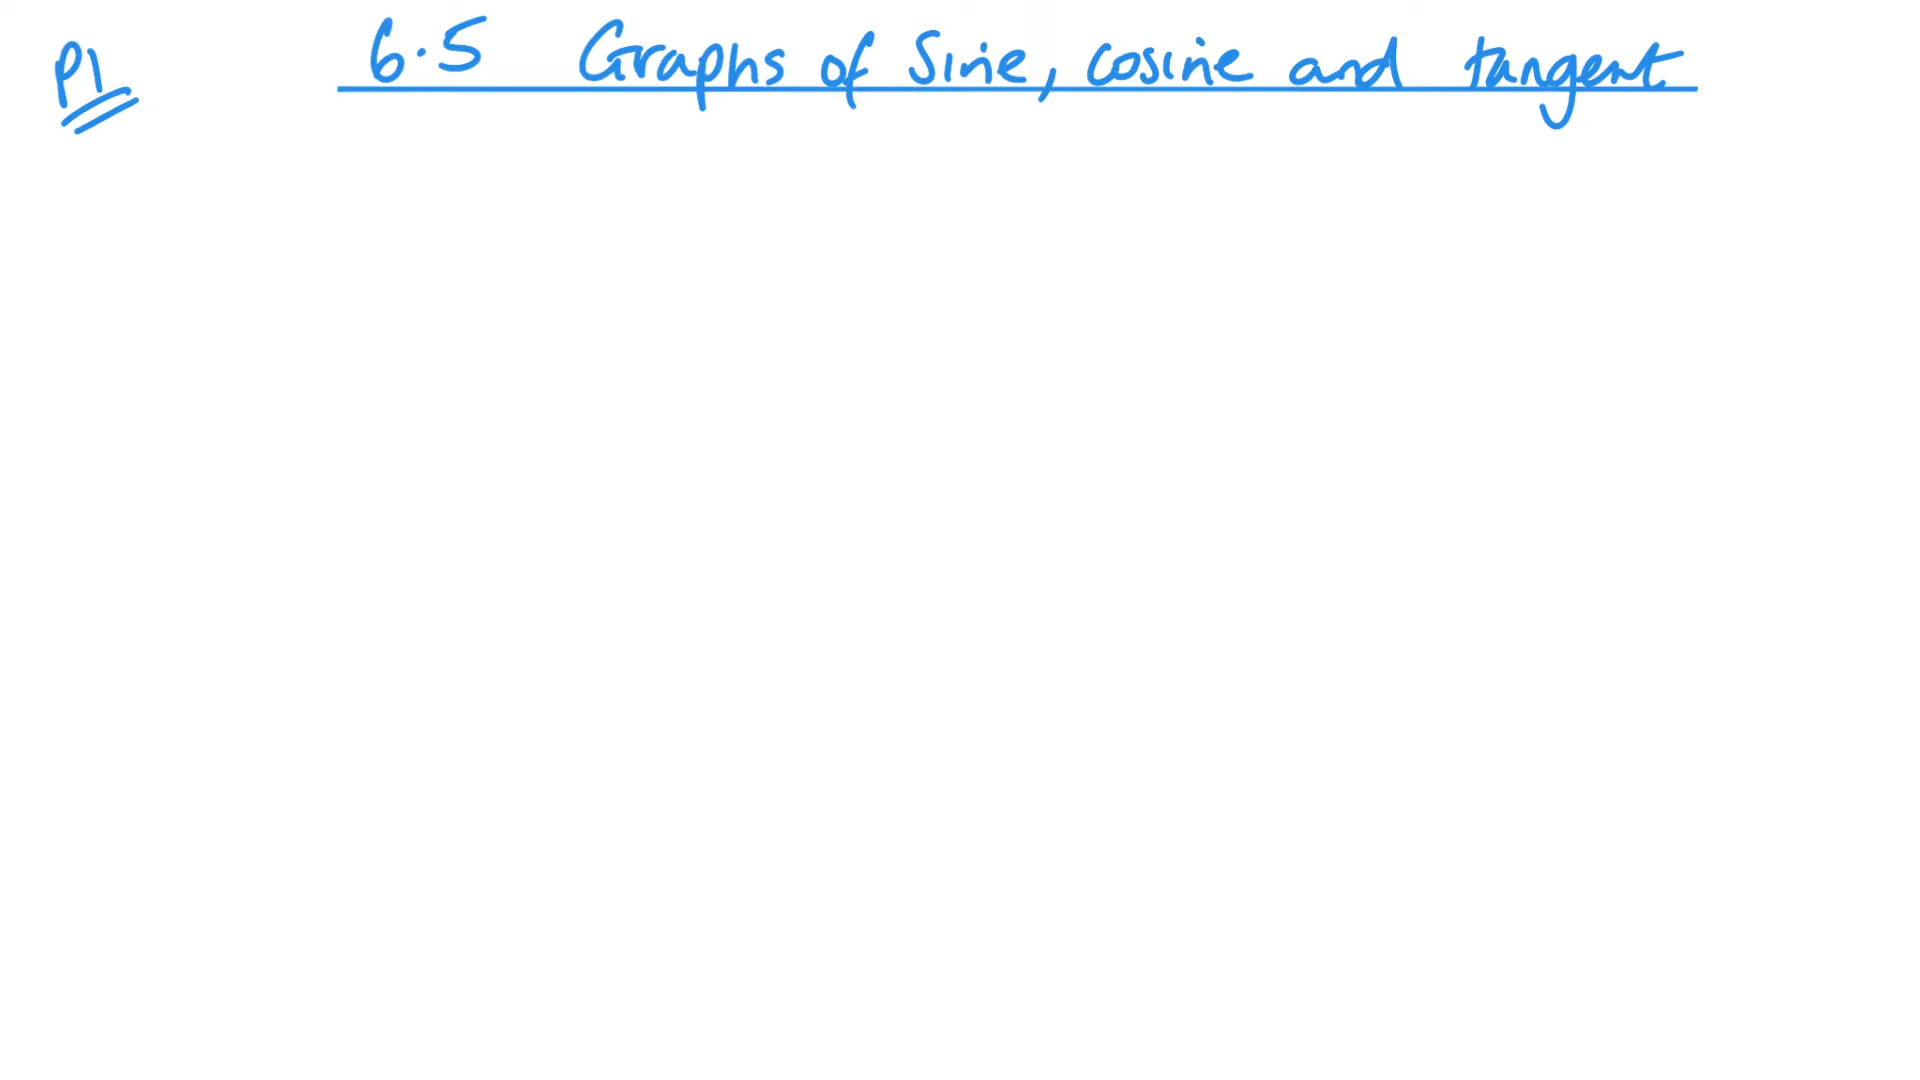 P1
6.5 Graphs of Sine, cosine and tangent